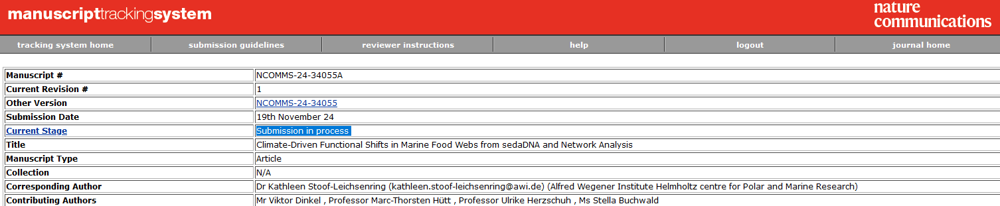 manuscripttrackingsystem
nature
communications
tracking system home submission guidelines reviewer instructions help logout journal home
Manuscript # NCOMMS-24-34055A
Current Revision # 1
Other Version NCOMMS-24-34055
Submission Date 19th November 24
Current Stage Submission in process
Title Climate-Driven Functional Shifts in Marine Food Webs from sedaDNA and Network Analysis
Manuscript Type Article
Collection N/A
Corresponding Author Dr Kathleen Stoof-Leichsenring (kathleen.stoof-leichsenring@awi.de) (Alfred Wegener Institute Helmholtz centre for Polar and Marine Research)
Contributing Authors Mr Viktor Dinkel , Professor Marc-Thorsten Hütt , Professor Ulrike Herzschuh , Ms Stella Buchwald